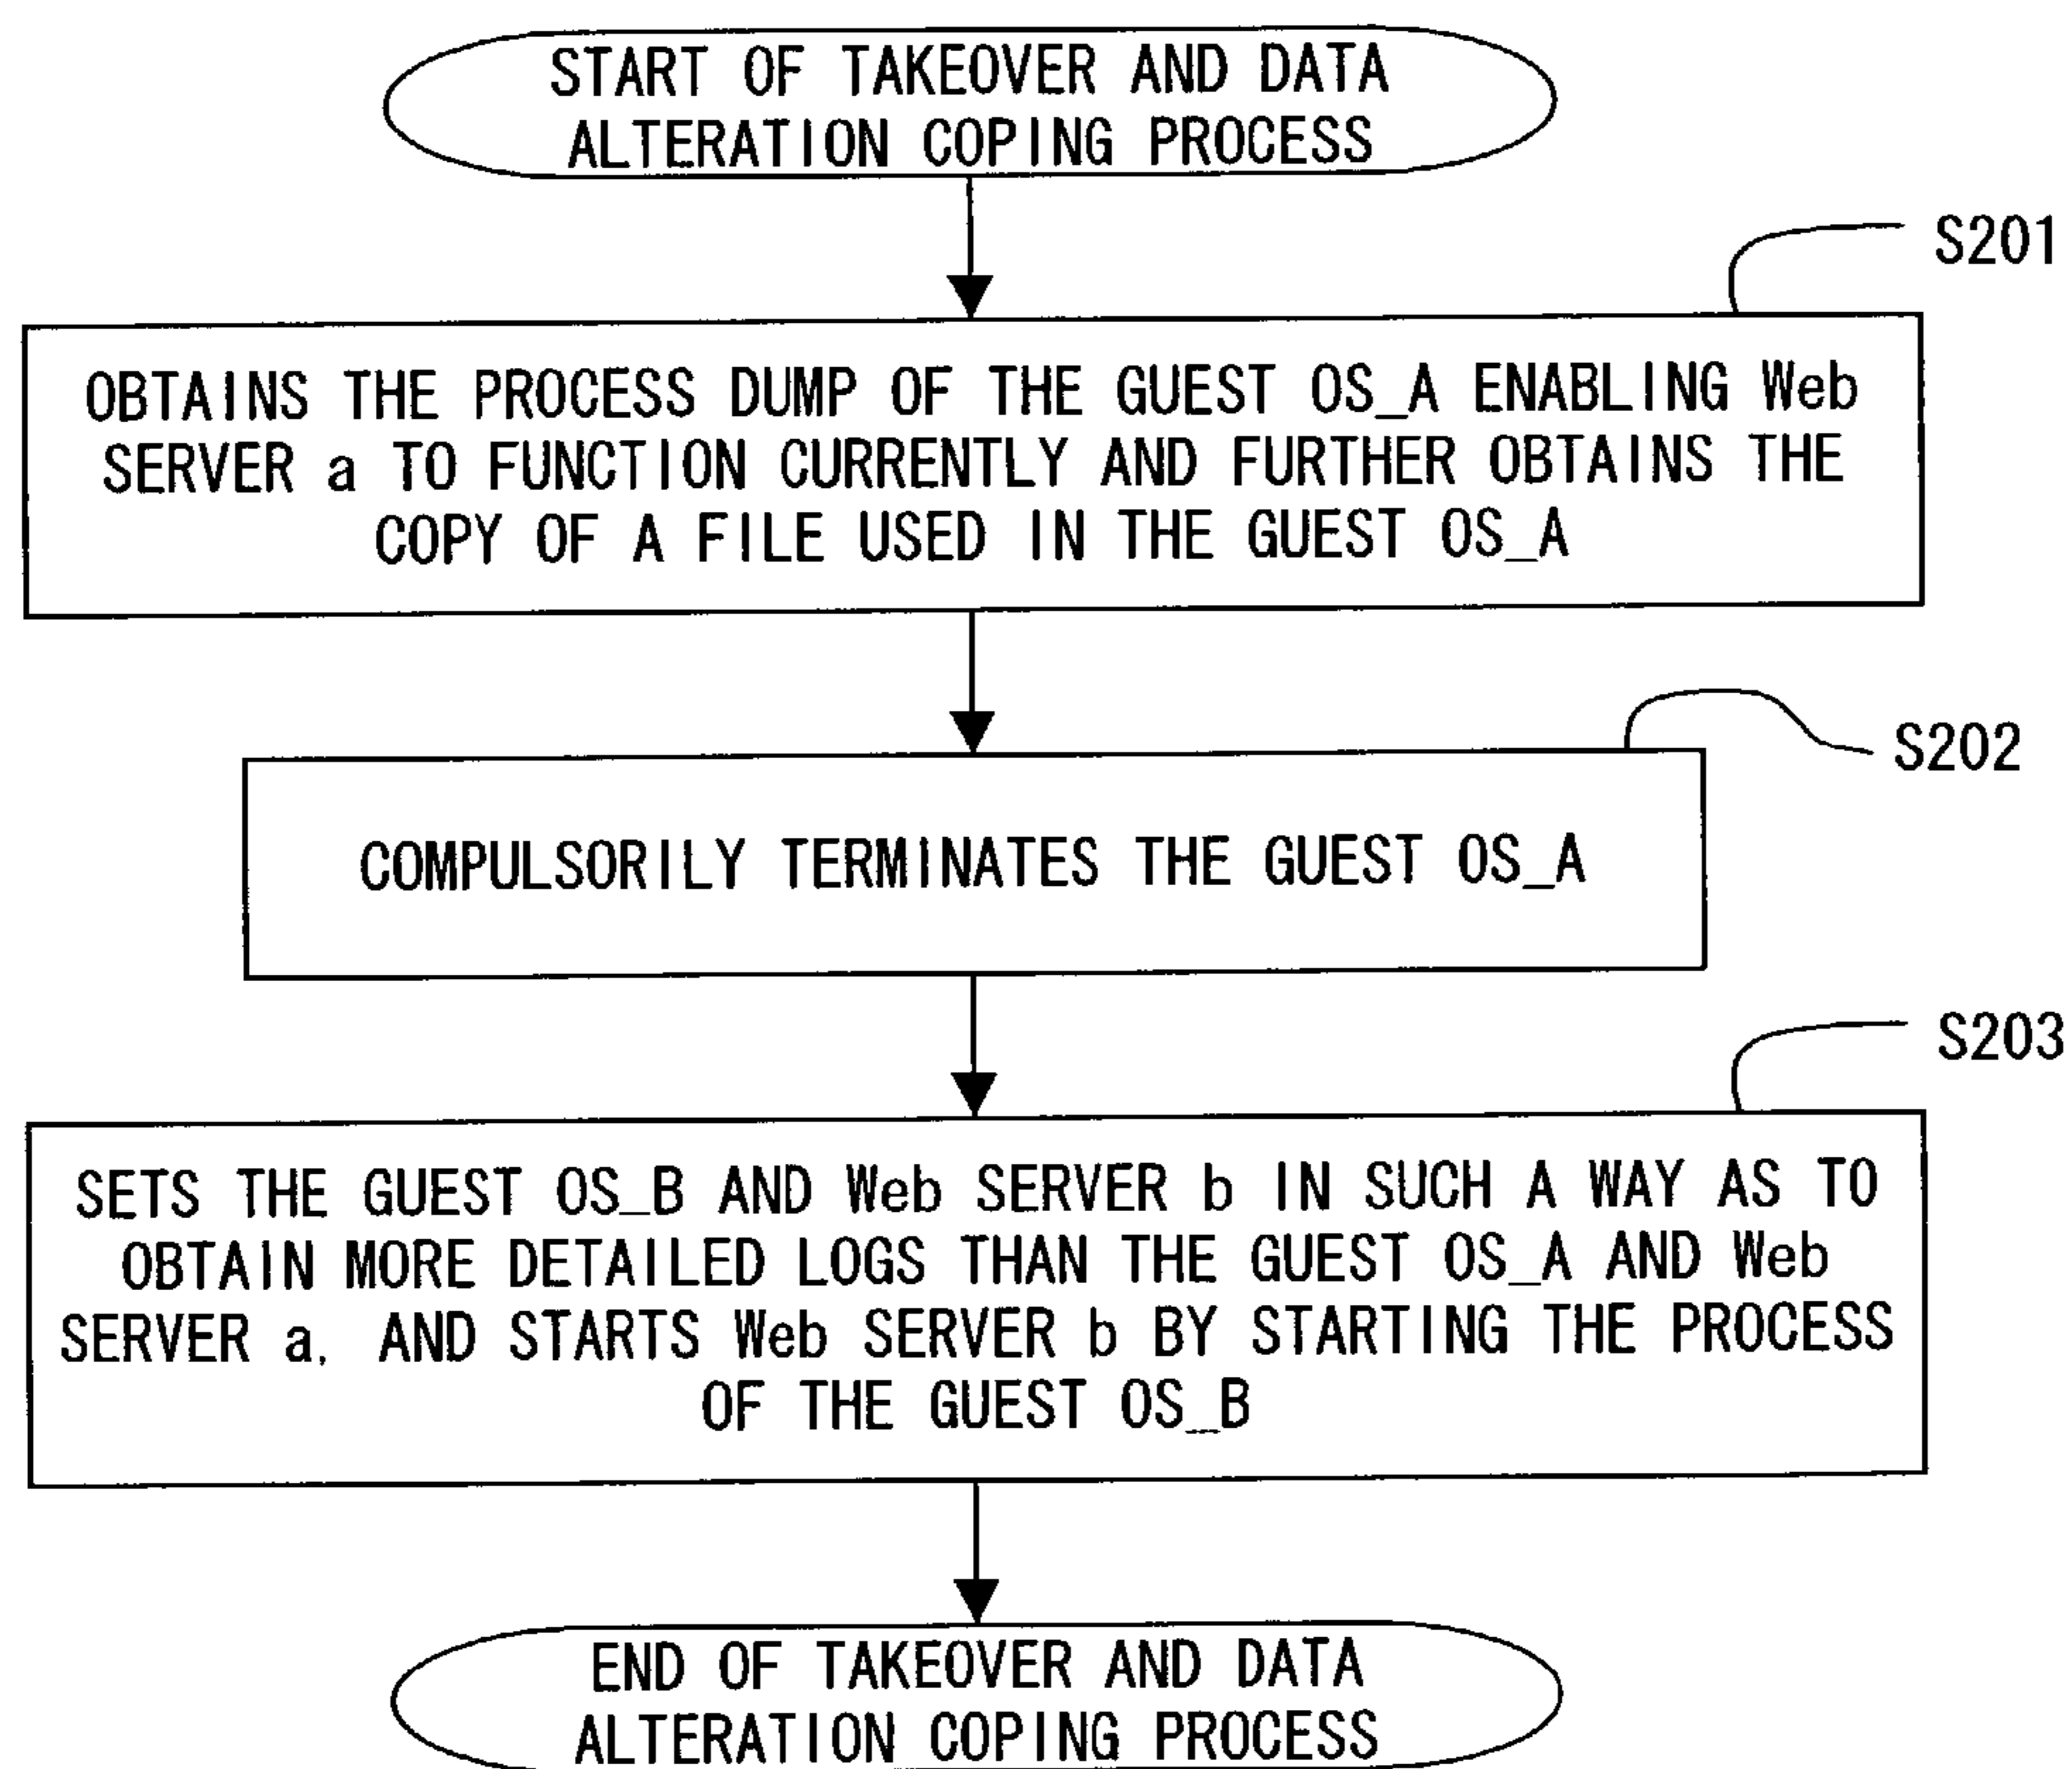 START OF TAKEOVER AND DATA
ALTERATION COPING PROCESS
S201
OBTAINS THE PROCESS DUMP OF THE GUEST OS_A ENABLING Web
SERVER a TO FUNCTION CURRENTLY AND FURTHER OBTAINS THE
COPY OF A FILE USED IN THE GUEST OS_A
S202
COMPULSORILY TERMINATES THE GUEST OS_A
S203
SETS THE GUEST OS_B AND Web SERVER b IN SUCH A WAY AS TO
OBTAIN MORE DETAILED LOGS THAN THE GUEST OS_A AND Web
SERVER a, AND STARTS Web SERVER b BY STARTING THE PROCESS
OF THE GUEST OS_B
END OF TAKEOVER AND DATA
ALTERATION COPING PROCESS